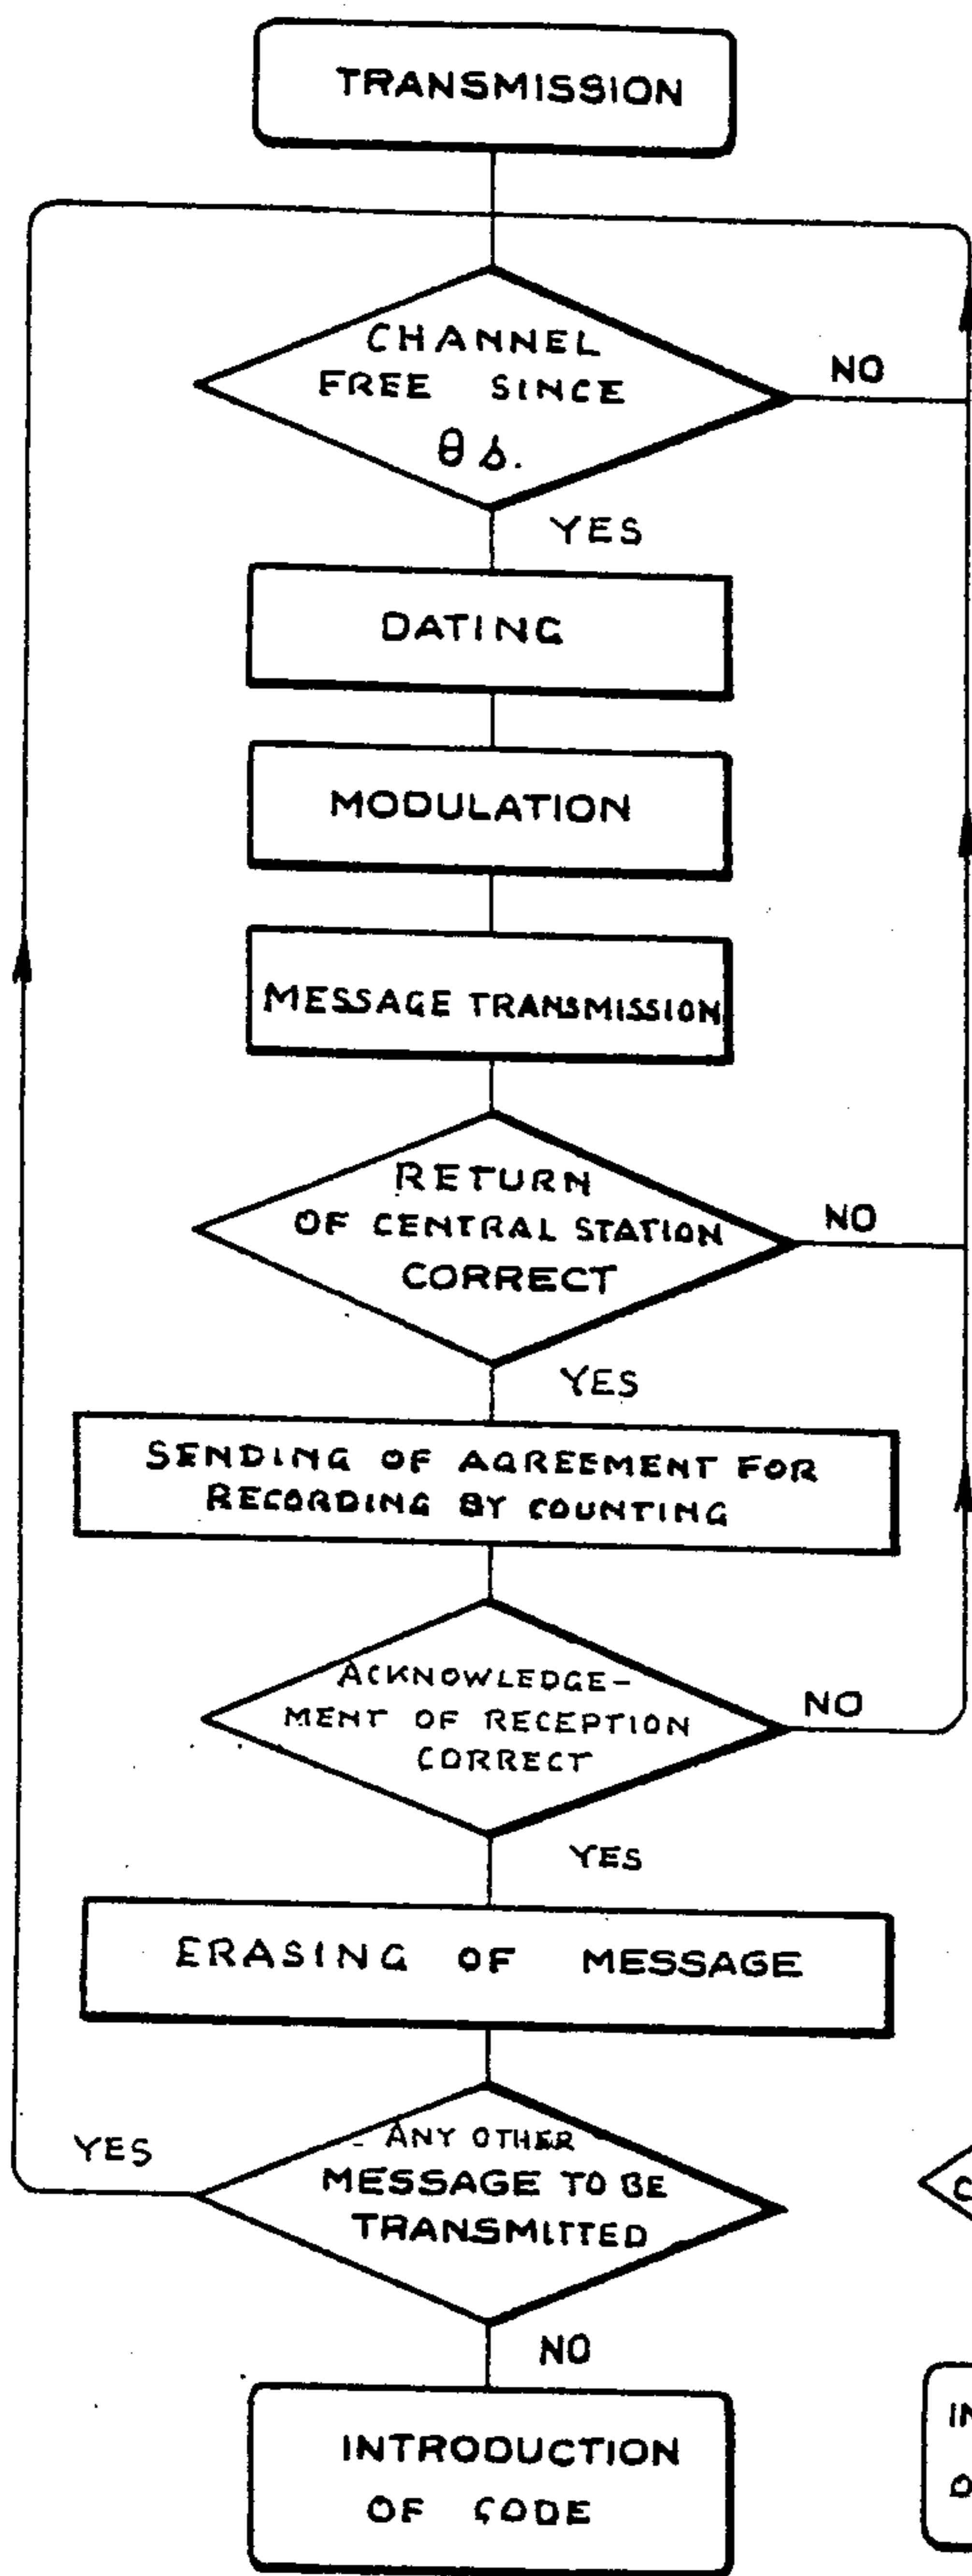 TRANSMISSION
CHANNEL
FREE SINCE
θ s.
NO
YES
DATING
MODULATION
MESSAGE TRANSMISSION
RETURN
OF CENTRAL STATION
CORRECT
NO
YES
SENDING OF AGREEMENT FOR
RECORDING BY COUNTING
ACKNOWLEDGE-
MENT OF RECEPTION
CORRECT
NO
YES
ERASING OF MESSAGE
YES
ANY OTHER
MESSAGE TO BE
TRANSMITTED
NO
INTRODUCTION
OF CODE